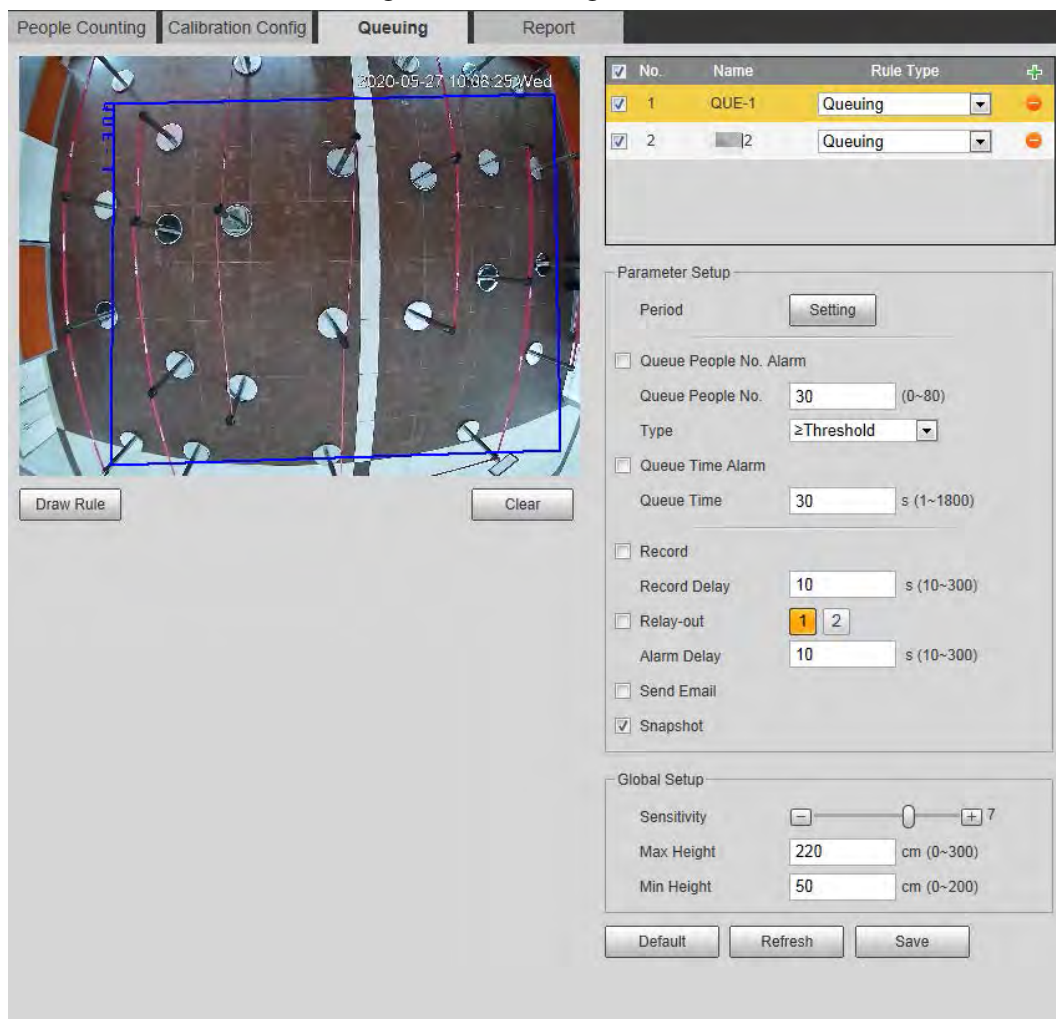 People Counting Calibration Config Queuing Report
2020-05-27 10:08:25 Wed
QUE-1
Draw Rule Clear
No. Name Rule Type
1 QUE-1 Queuing
2 2 Queuing
Parameter Setup
Period Setting
Queue People No. Alarm
Queue People No. 30 (0~80)
Type ≥Threshold
Queue Time Alarm
Queue Time 30 s (1~1800)
Record
Record Delay 10 s (10~300)
Relay-out 1 2
Alarm Delay 10 s (10~300)
Send Email
Snapshot
Global Setup
Sensitivity 7
Max Height 220 cm (0~300)
Min Height 50 cm (0~200)
Default Refresh Save